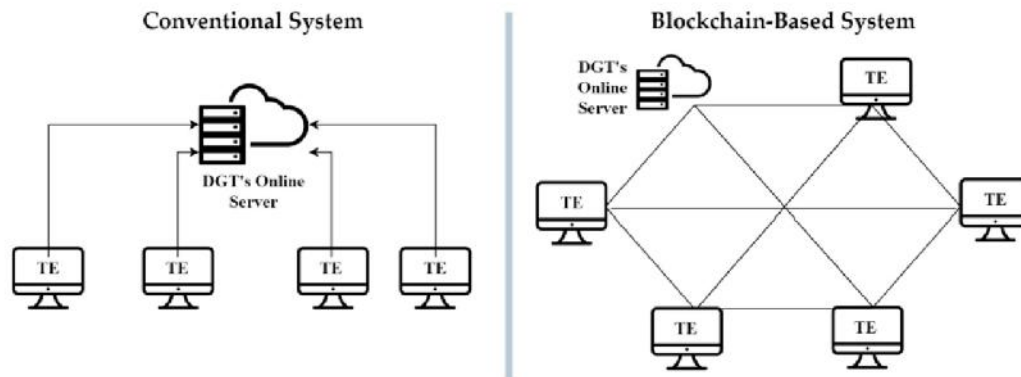 Conventional System
DGT's Online
Server
TE
TE
TE
TE
Blockchain-Based System
DGT's
Online
Server
TE
TE
TE
TE
TE